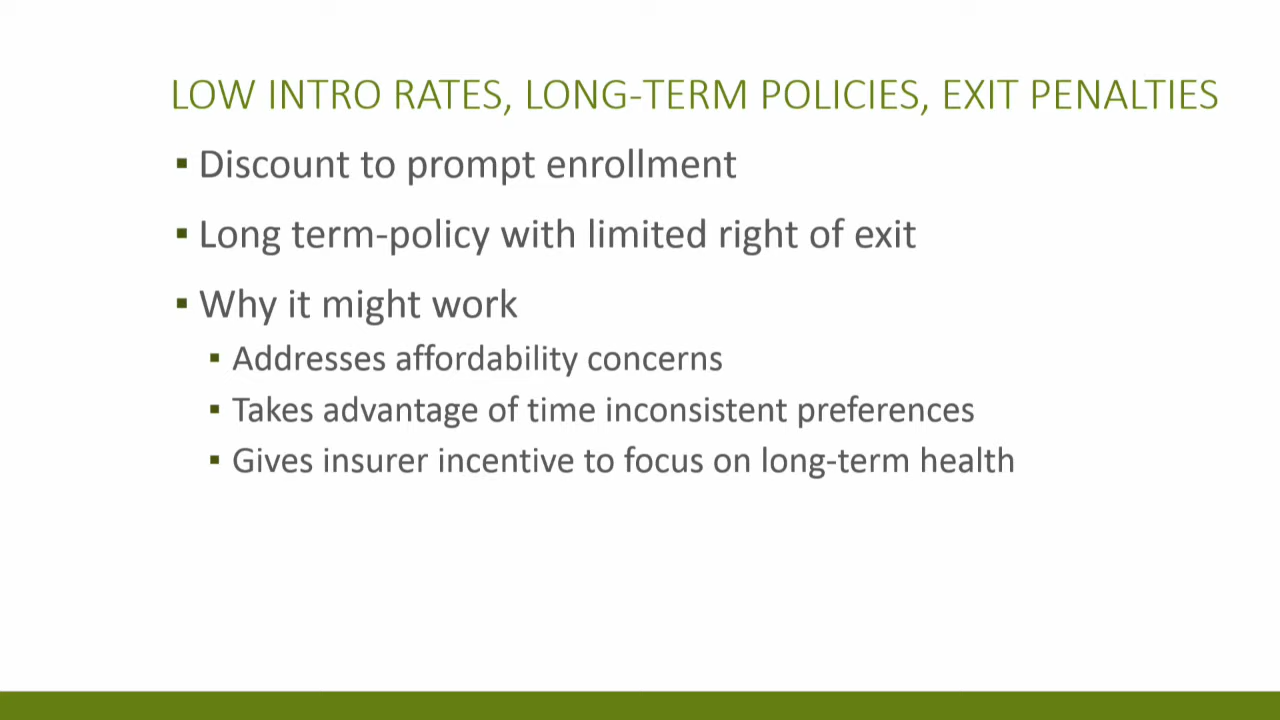 LOW INTRO RATES, LONG-TERM POLICIES, EXIT PENALTIES
▪ Discount to prompt enrollment
▪ Long term-policy with limited right of exit
▪ Why it might work
▪ Addresses affordability concerns
▪ Takes advantage of time inconsistent preferences
▪ Gives insurer incentive to focus on long-term health